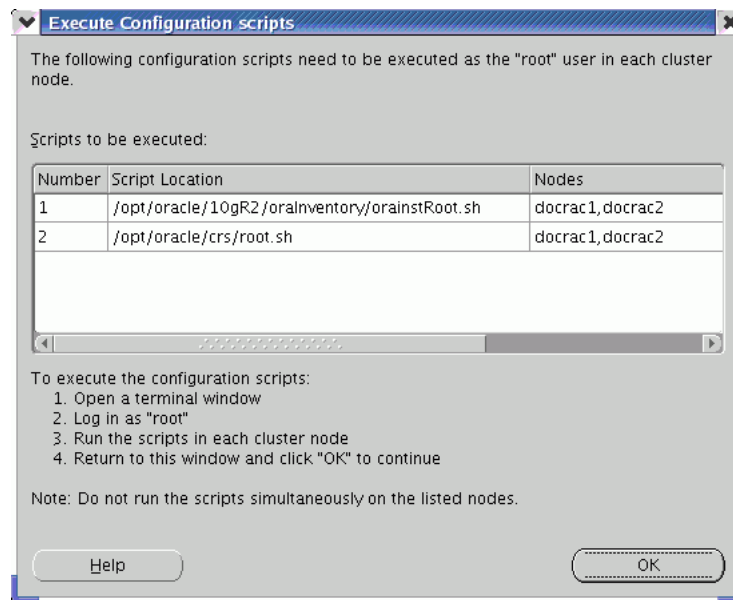 Execute Configuration scripts
The following configuration scripts need to be executed as the "root" user in each cluster
node.
Scripts to be executed:
Number Script Location Nodes
1 /opt/oracle/10gR2/oraInventory/orainstRoot.sh docrac1,docrac2
2 /opt/oracle/crs/root.sh docrac1,docrac2
To execute the configuration scripts:
1. Open a terminal window
2. Log in as "root"
3. Run the scripts in each cluster node
4. Return to this window and click "OK" to continue
Note: Do not run the scripts simultaneously on the listed nodes.
Help OK